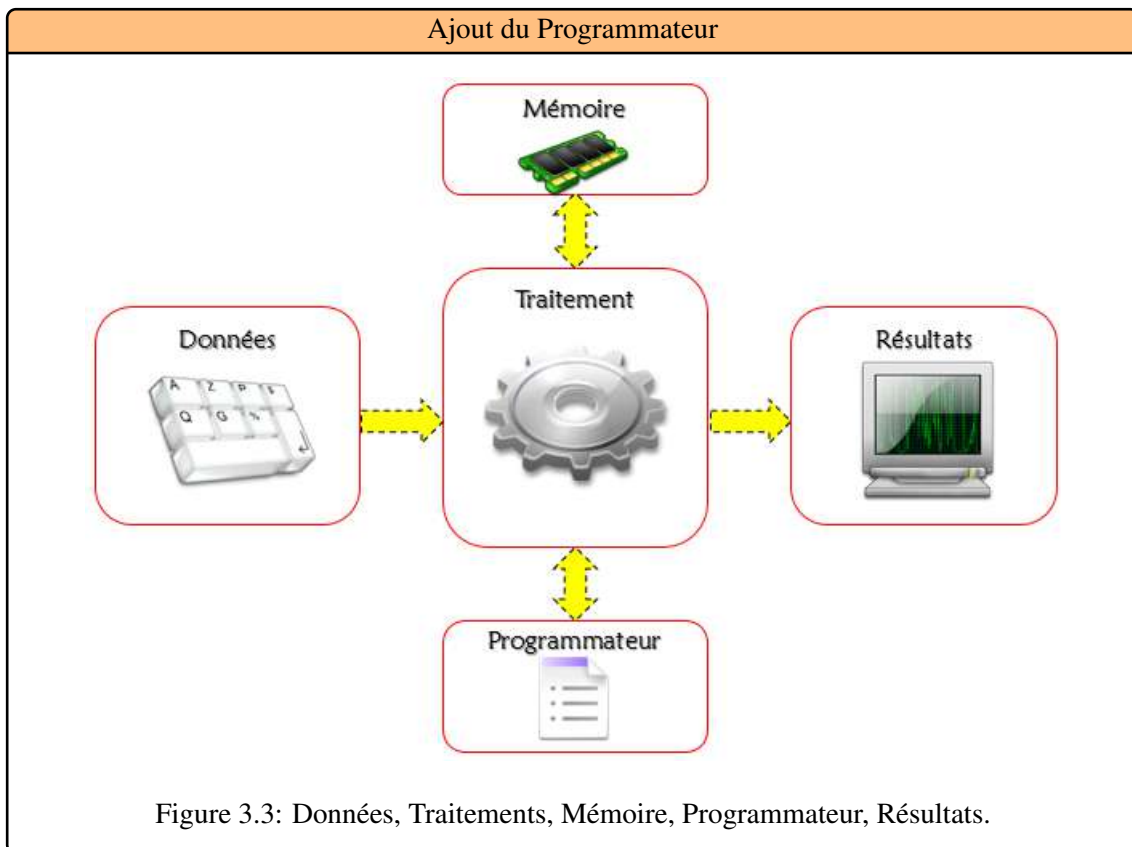 Ajout du Programmateur
Mémoire
Traitement
Données
A Z P $
Q G %
Résultats
Programmateur
Figure 3.3: Données, Traitements, Mémoire, Programmateur, Résultats.